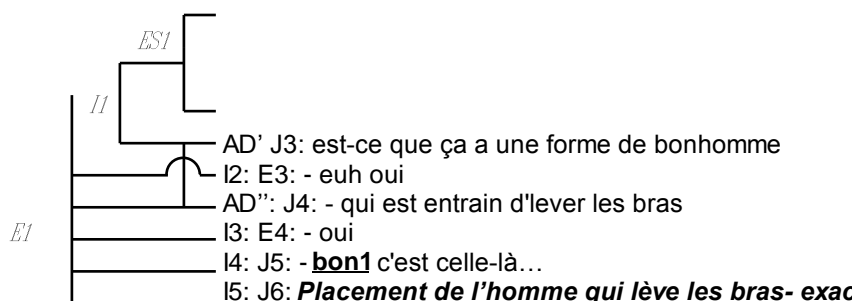 ES1
I1
AD' J3: est-ce que ça a une forme de bonhomme
I2: E3: - euh oui
AD'': J4: - qui est entrain d'lever les bras
E1
I3: E4: - oui
I4: J5: - bon1 c'est celle-là…
I5: J6: Placement de l'homme qui lève les bras- exac